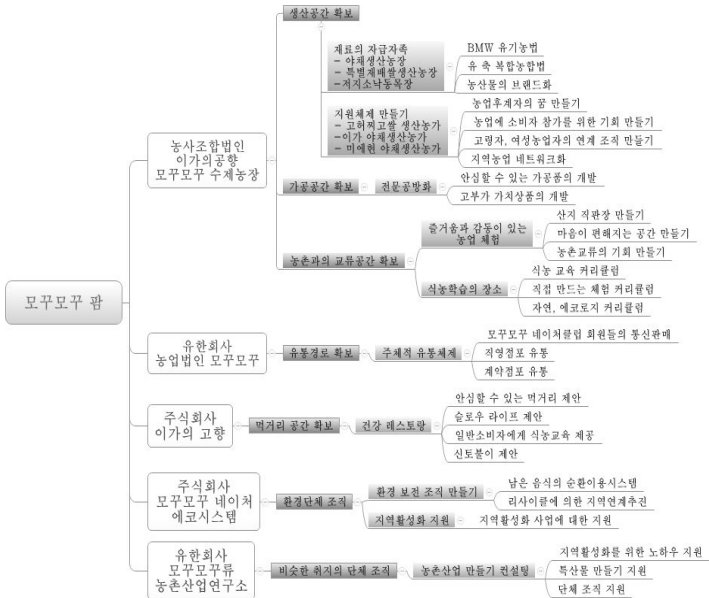 모꾸모꾸 팜
농사조합법인
이가의공향
모꾸모꾸 수제농장
생산공간 확보
재료의 자급자족
- 야채생산농장
- 특별재배쌀생산농장
-저지소낙동목장
BMW 유기농법
유 축 복합농합법
농산물의 브랜드화
지원체제 만들기
- 고허찌고쌀 생산농가
-이가 야채생산농가
- 미에현 야채생산농가
농업후계자의 꿈 만들기
농업에 소비자 참가를 위한 기회 만들기
고령자, 여성농업자의 연계 조직 만들기
지역농업 네트워크화
가공공간 확보
전문공방화
안심할 수 있는 가공품의 개발
고부가 가치상품의 개발
농촌과의 교류공간 확보
즐거움과 감동이 있는
농업 체험
산지 직판장 만들기
마음이 편해지는 공간 만들기
농촌교류의 기회 만들기
식농학습의 장소
식농 교육 커리큘럼
직접 만드는 체험 커리큘럼
자연, 에코로지 커리큘럼
유한회사
농업법인 모꾸모꾸
유통경로 확보
주체적 유통체제
모꾸모꾸 네이처클럽 회원들의 통신판매
직영점포 유통
계약점포 유통
주식회사
이가의 고향
먹거리 공간 확보
건강 레스토랑
안심할 수 있는 먹거리 제안
슬로우 라이프 제안
일반소비자에게 식농교육 제공
신토불이 제안
주식회사
모꾸모꾸 네이처
에코시스템
환경단체 조직
환경 보전 조직 만들기
남은 음식의 순환이용시스템
리사이클에 의한 지역연계추진
지역활성화 지원
지역활성화 사업에 대한 지원
유한회사
모꾸모꾸류
농촌산업연구소
비슷한 취지의 단체 조직
농촌산업 만들기 컨설팅
지역활성화를 위한 노하우 지원
특산물 만들기 지원
단체 조직 지원